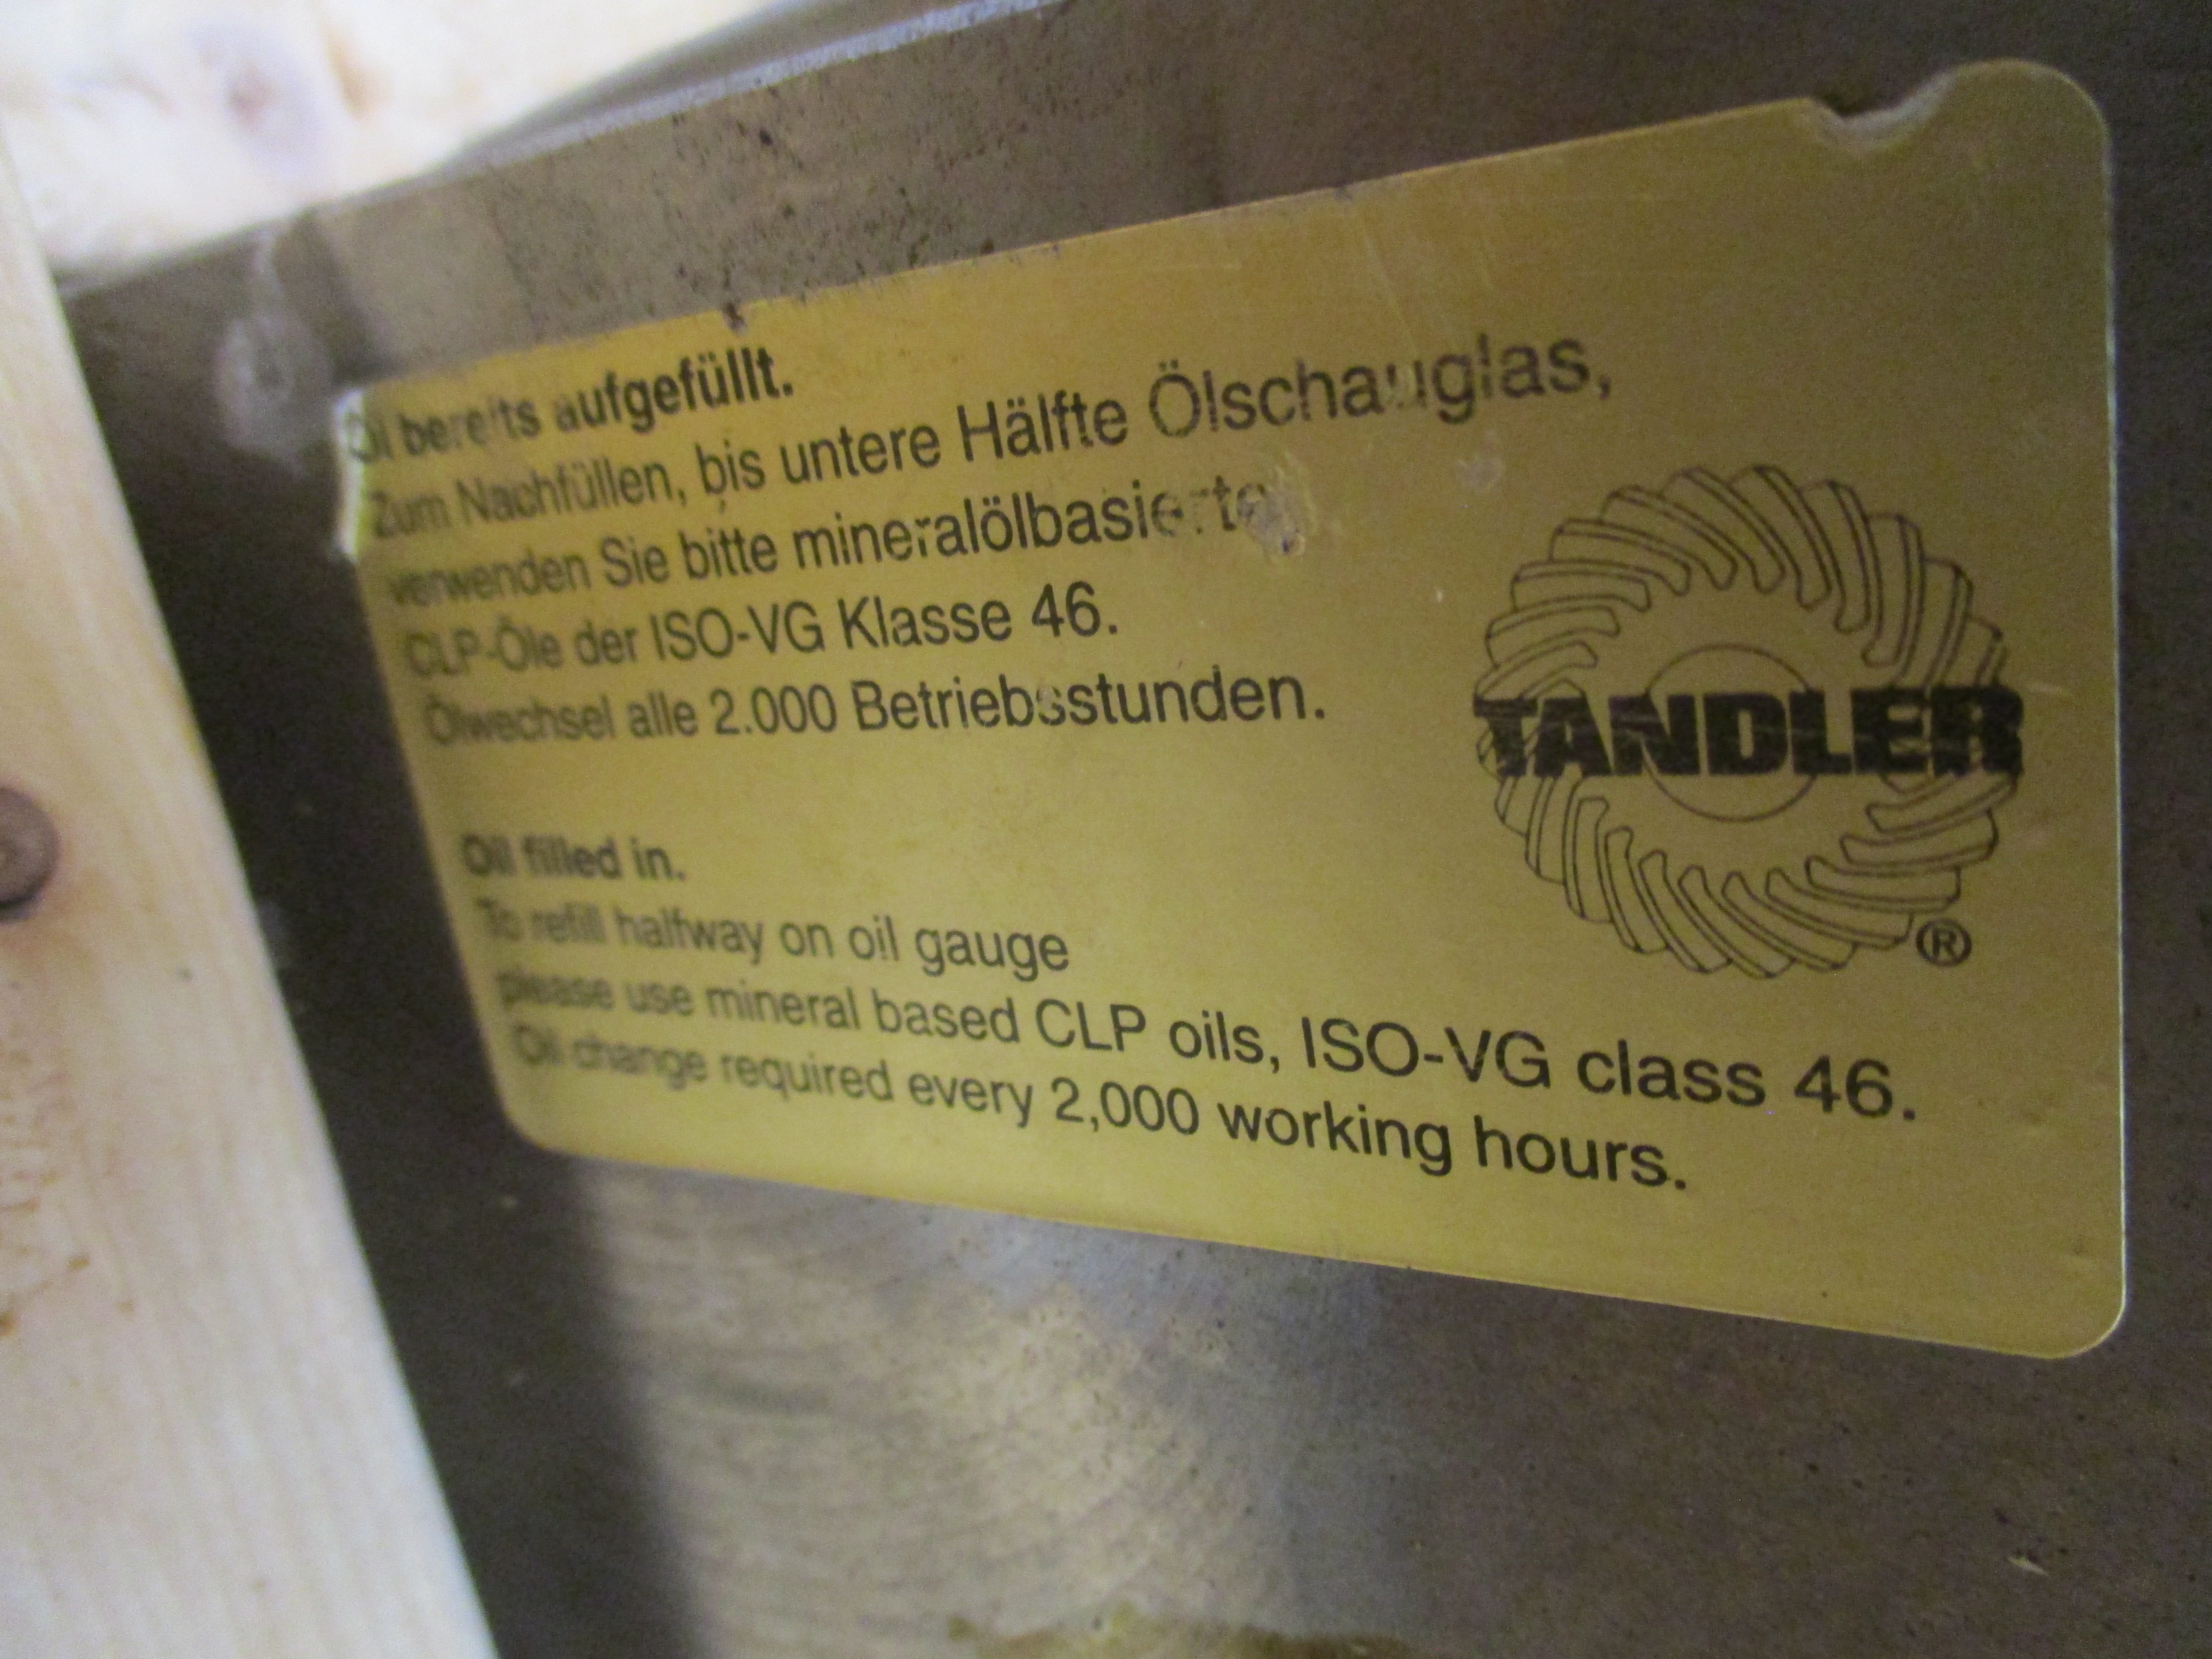 Öl bereits aufgefüllt.
Zum Nachfüllen, bis untere Hälfte Ölschauglas,
verwenden Sie bitte mineralölbasierte
CLP-Öle der ISO-VG Klasse 46.
Ölwechsel alle 2.000 Betriebsstunden.
TANDLER
®
Oil filled in.
To refill halfway on oil gauge
please use mineral based CLP oils, ISO-VG class 46.
Oil change required every 2,000 working hours.